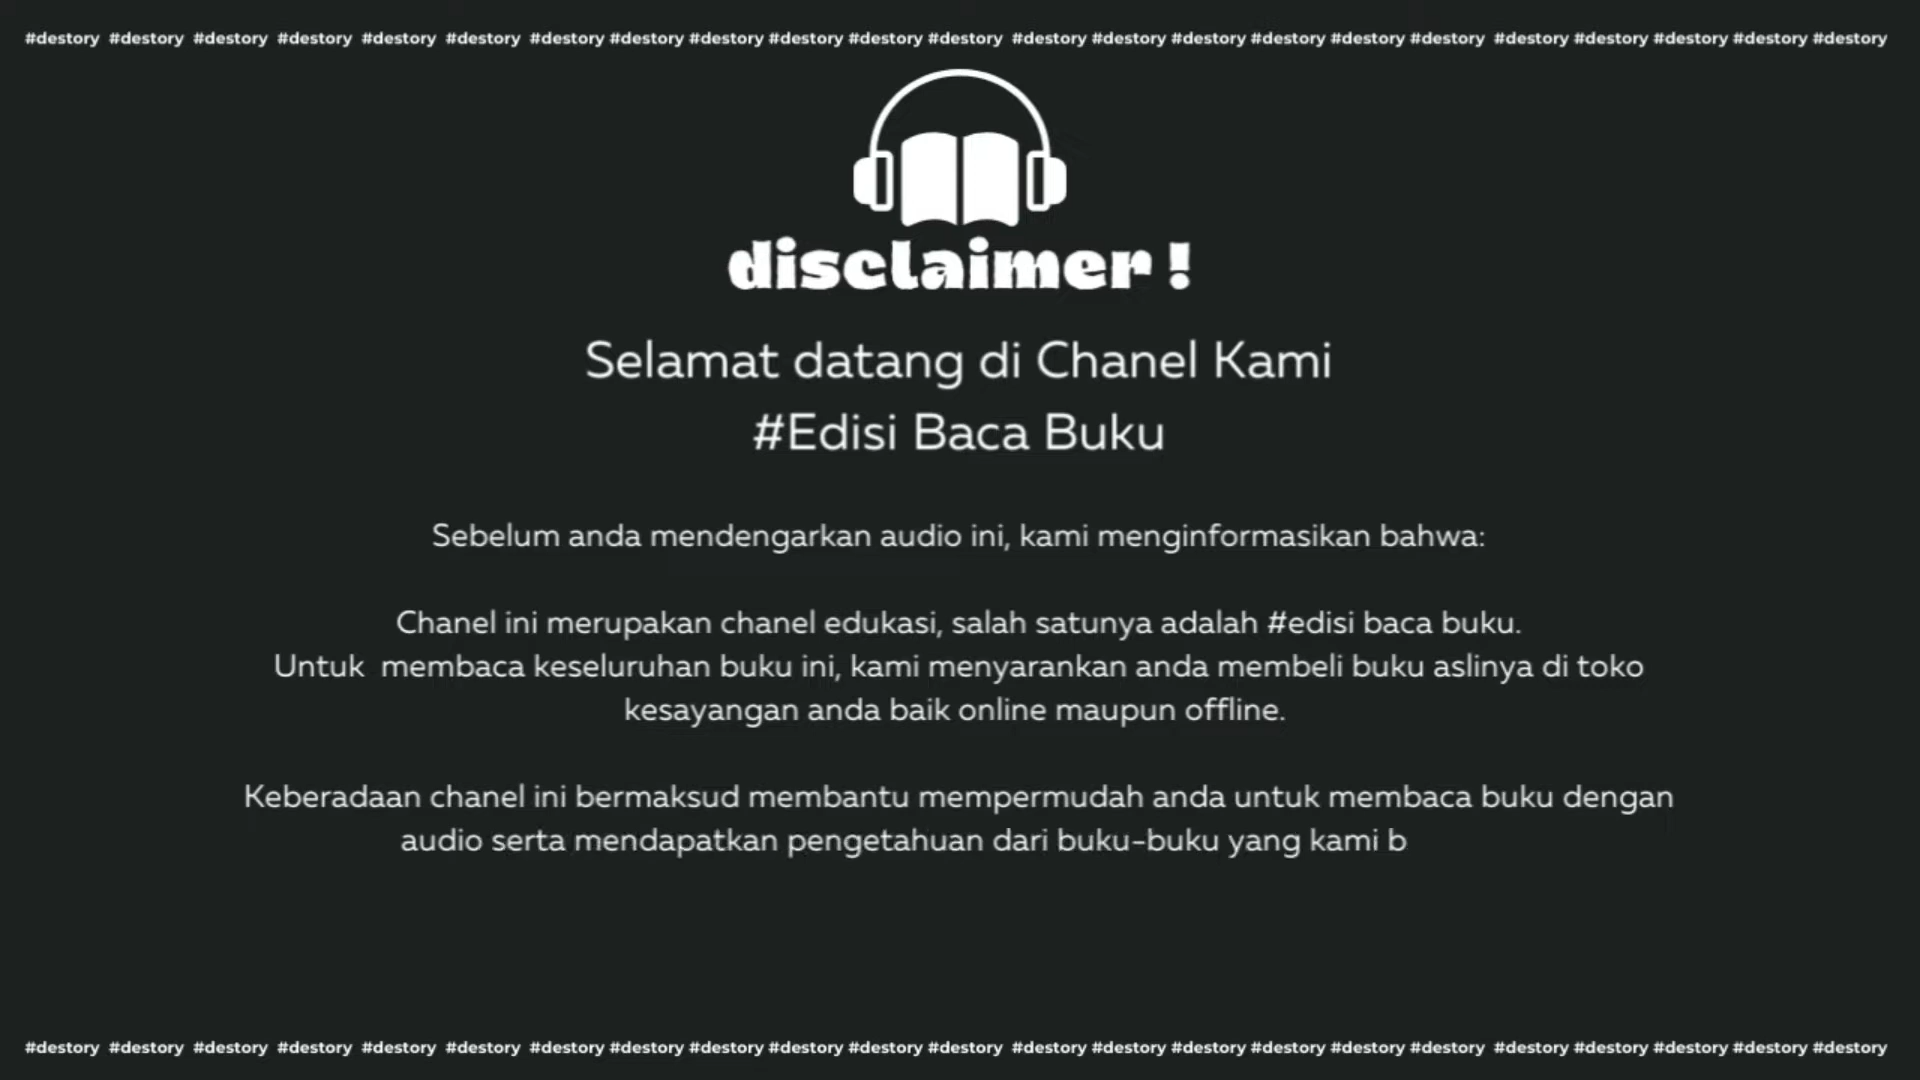 #destory #destory #destory #destory #destory #destory #destory #destory #destory #destory #destory #destory #destory #destory #destory #destory #destory #destory #destory #destory #destory #destory #destory
disclaimer !
Selamat datang di Chanel Kami
#Edisi Baca Buku
Sebelum anda mendengarkan audio ini, kami menginformasikan bahwa:
Chanel ini merupakan chanel edukasi, salah satunya adalah #edisi baca buku.
Untuk  membaca keseluruhan buku ini, kami menyarankan anda membeli buku aslinya di toko
kesayangan anda baik online maupun offline.
Keberadaan chanel ini bermaksud membantu mempermudah anda untuk membaca buku dengan
audio serta mendapatkan pengetahuan dari buku-buku yang kami b
#destory #destory #destory #destory #destory #destory #destory #destory #destory #destory #destory #destory #destory #destory #destory #destory #destory #destory #destory #destory #destory #destory #destory